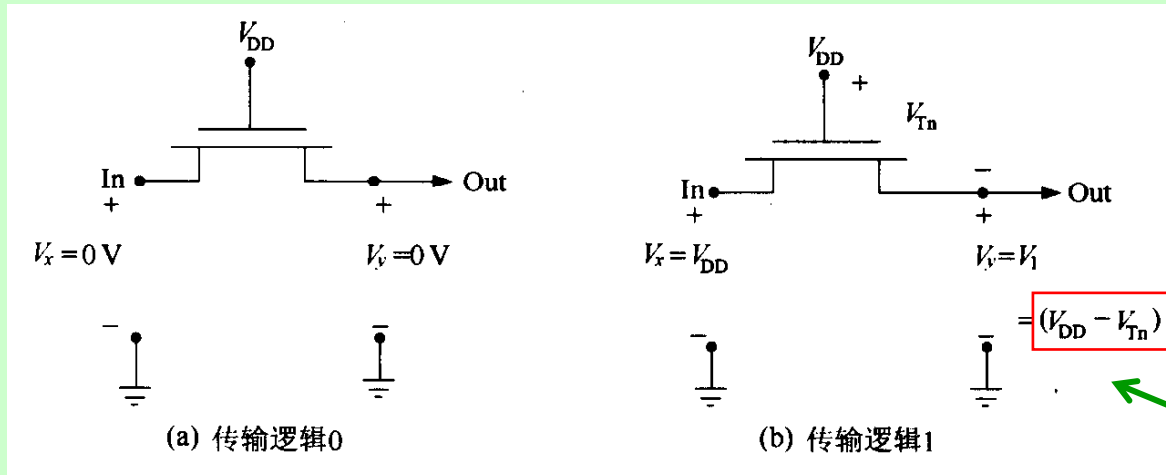 V_DD
In
+
Out
+
V_x = 0 V
V_y = 0 V
−
−
(a) 传输逻辑0
V_DD
+
V_Tn
In
+
−
Out
+
V_x = V_DD
V_y = V_1
= (V_DD − V_Tn)
−
−
(b) 传输逻辑1